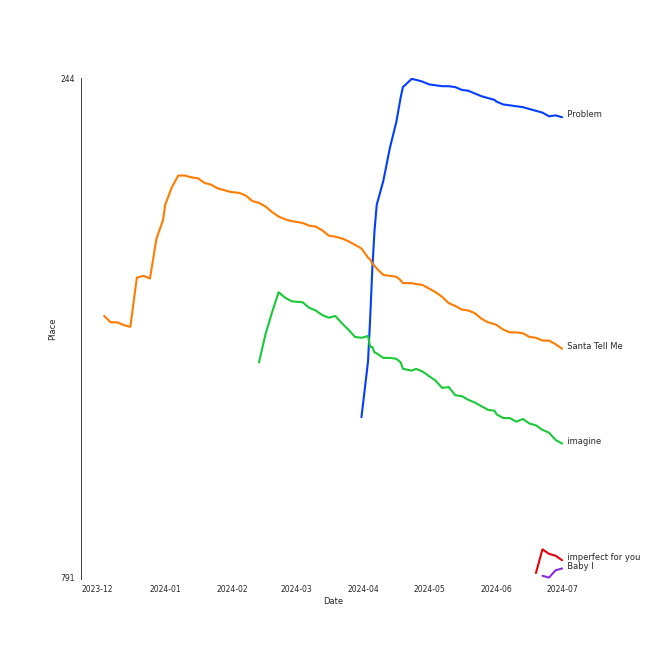 244
Problem
Place
Santa Tell Me
imagine
imperfect for you
Baby I
791
2023-12 2024-01 2024-02 2024-03 2024-04 2024-05 2024-06 2024-07
Date